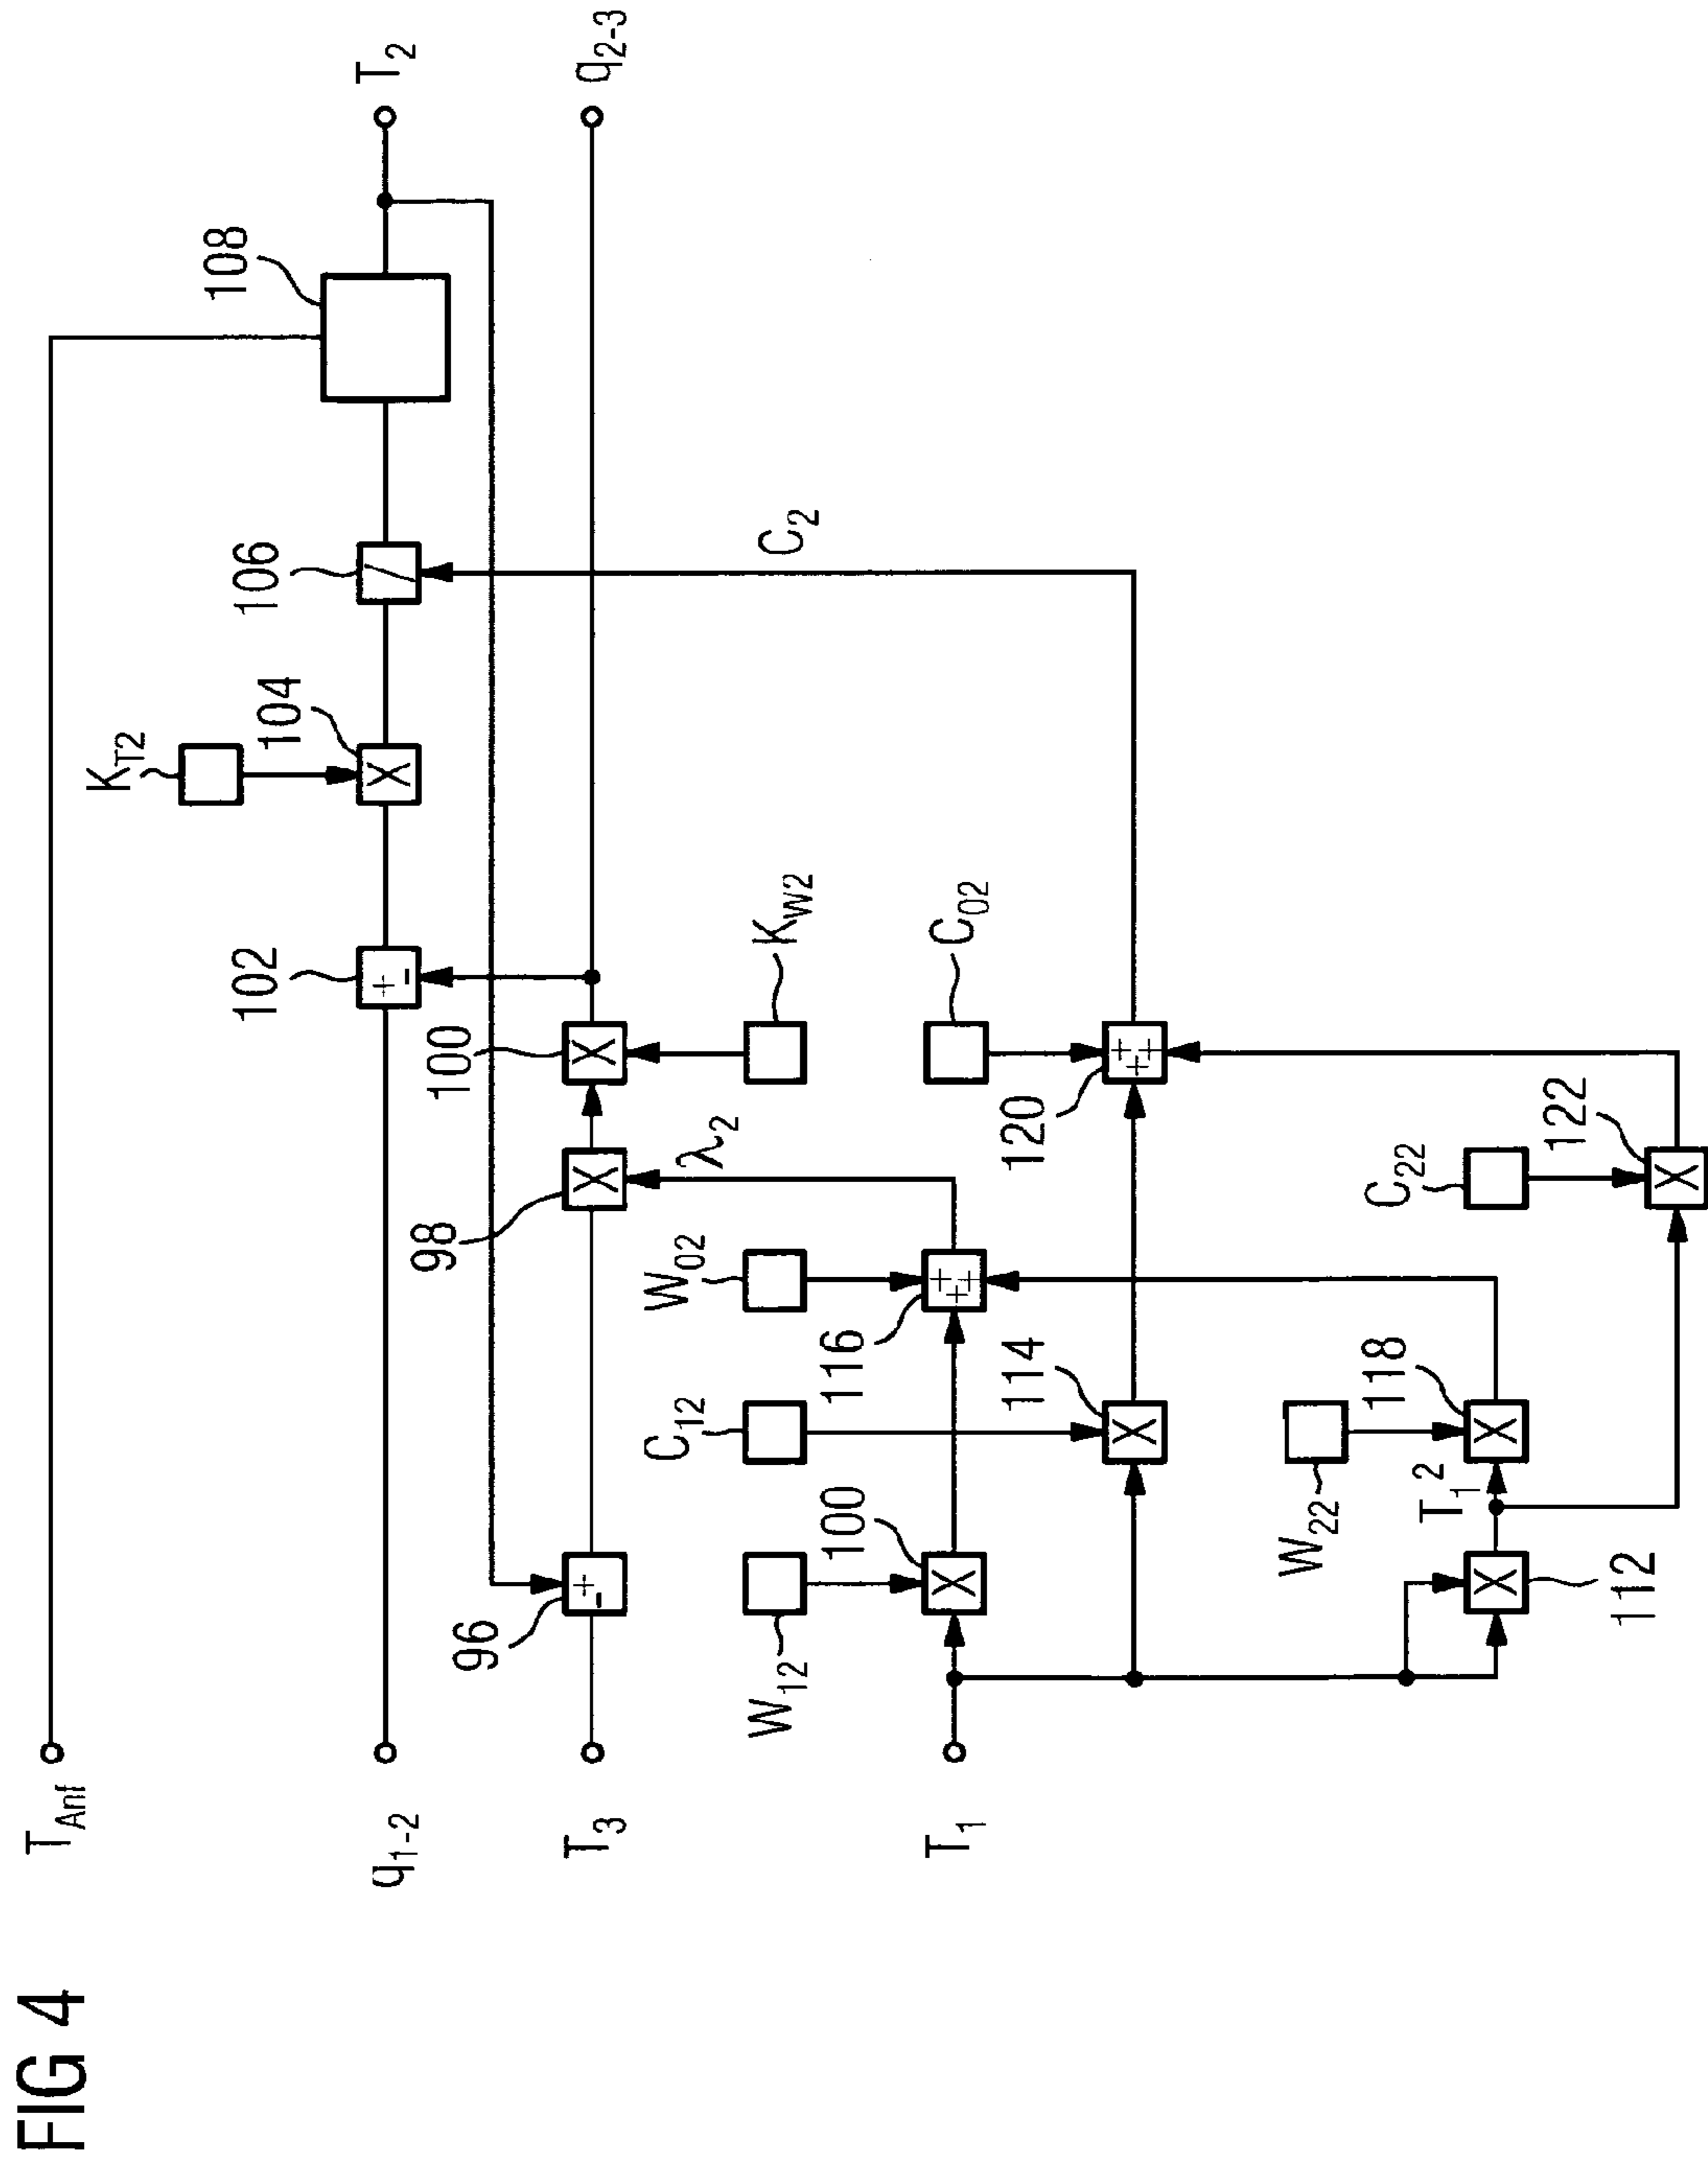 FIG 4
T_Anf
q_1-2
T_3
T_1
T_2
q_2-3
108
106
K_T2
104
102
100
K_W2
98
λ_2
96
C_2
C_02
120
W_02
116
C_12
114
W_12
100
C_22
122
118
W_22
T_1^2
112
+
-
X
X
/
X
X
+
-
X
+
+
+
X
+
+
+
X
X
X